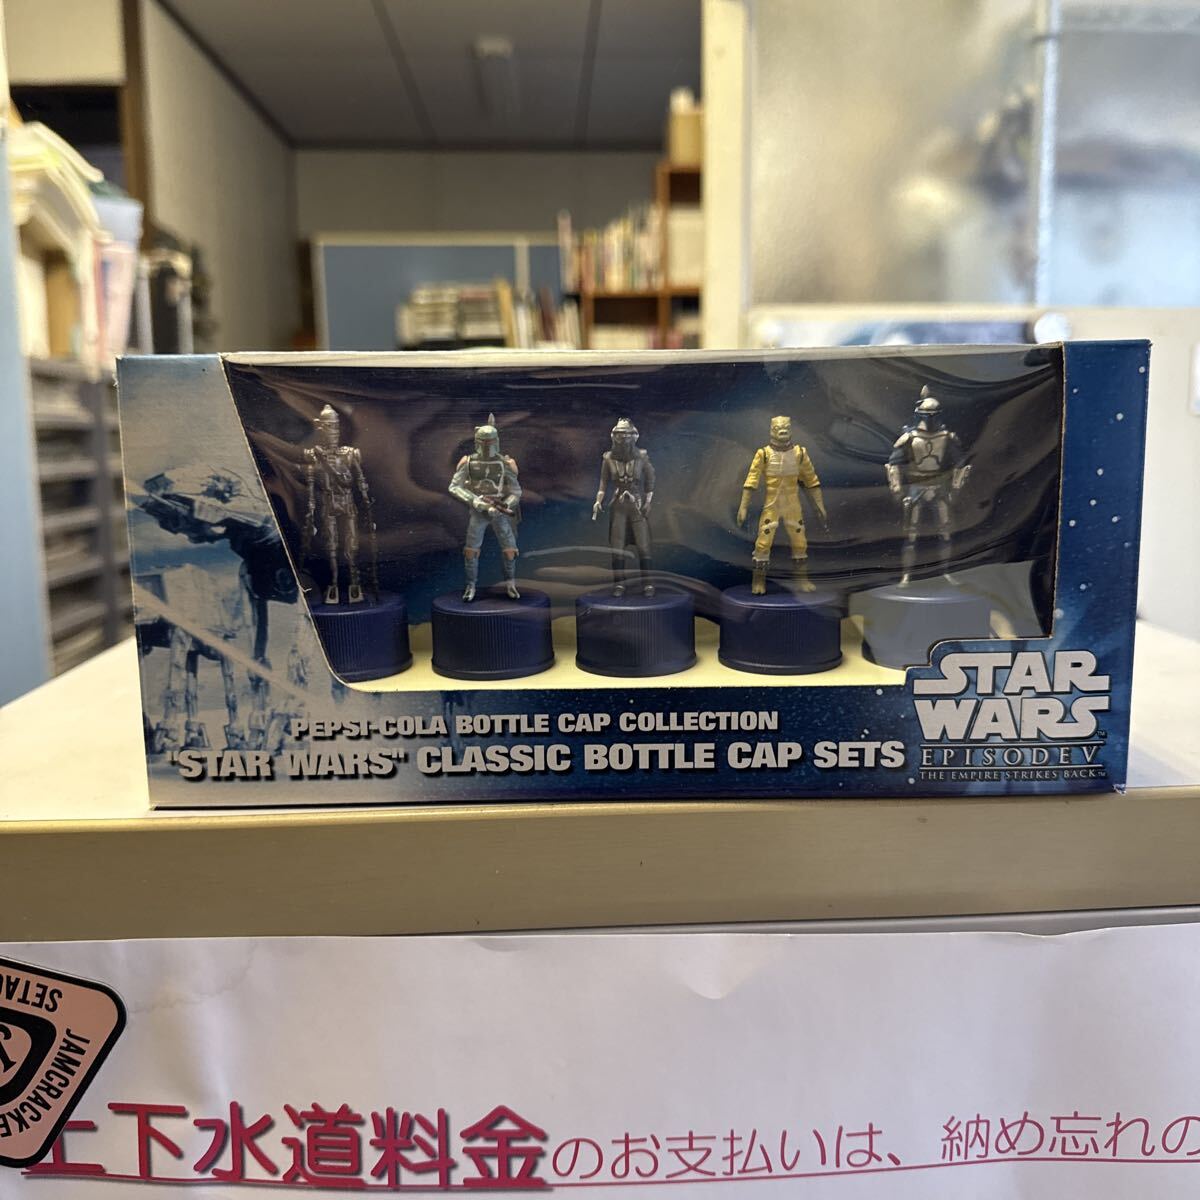 PEPSI-COLA BOTTLE CAP COLLECTION
"STAR WARS" CLASSIC BOTTLE CAP SETS
STAR
WARS
EPISODE V
THE EMPIRE STRIKES BACK
上下水道料金のお支払いは、納め忘れの